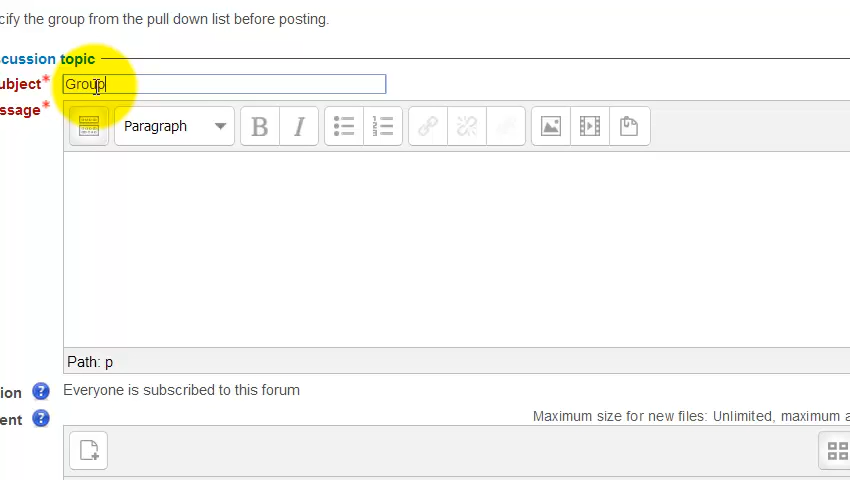 cify the group from the pull down list before posting.
cussion topic
ubject*
Group
ssage*
Paragraph
B I
Path: p
ion ? Everyone is subscribed to this forum
ent ? Maximum size for new files: Unlimited, maximum a